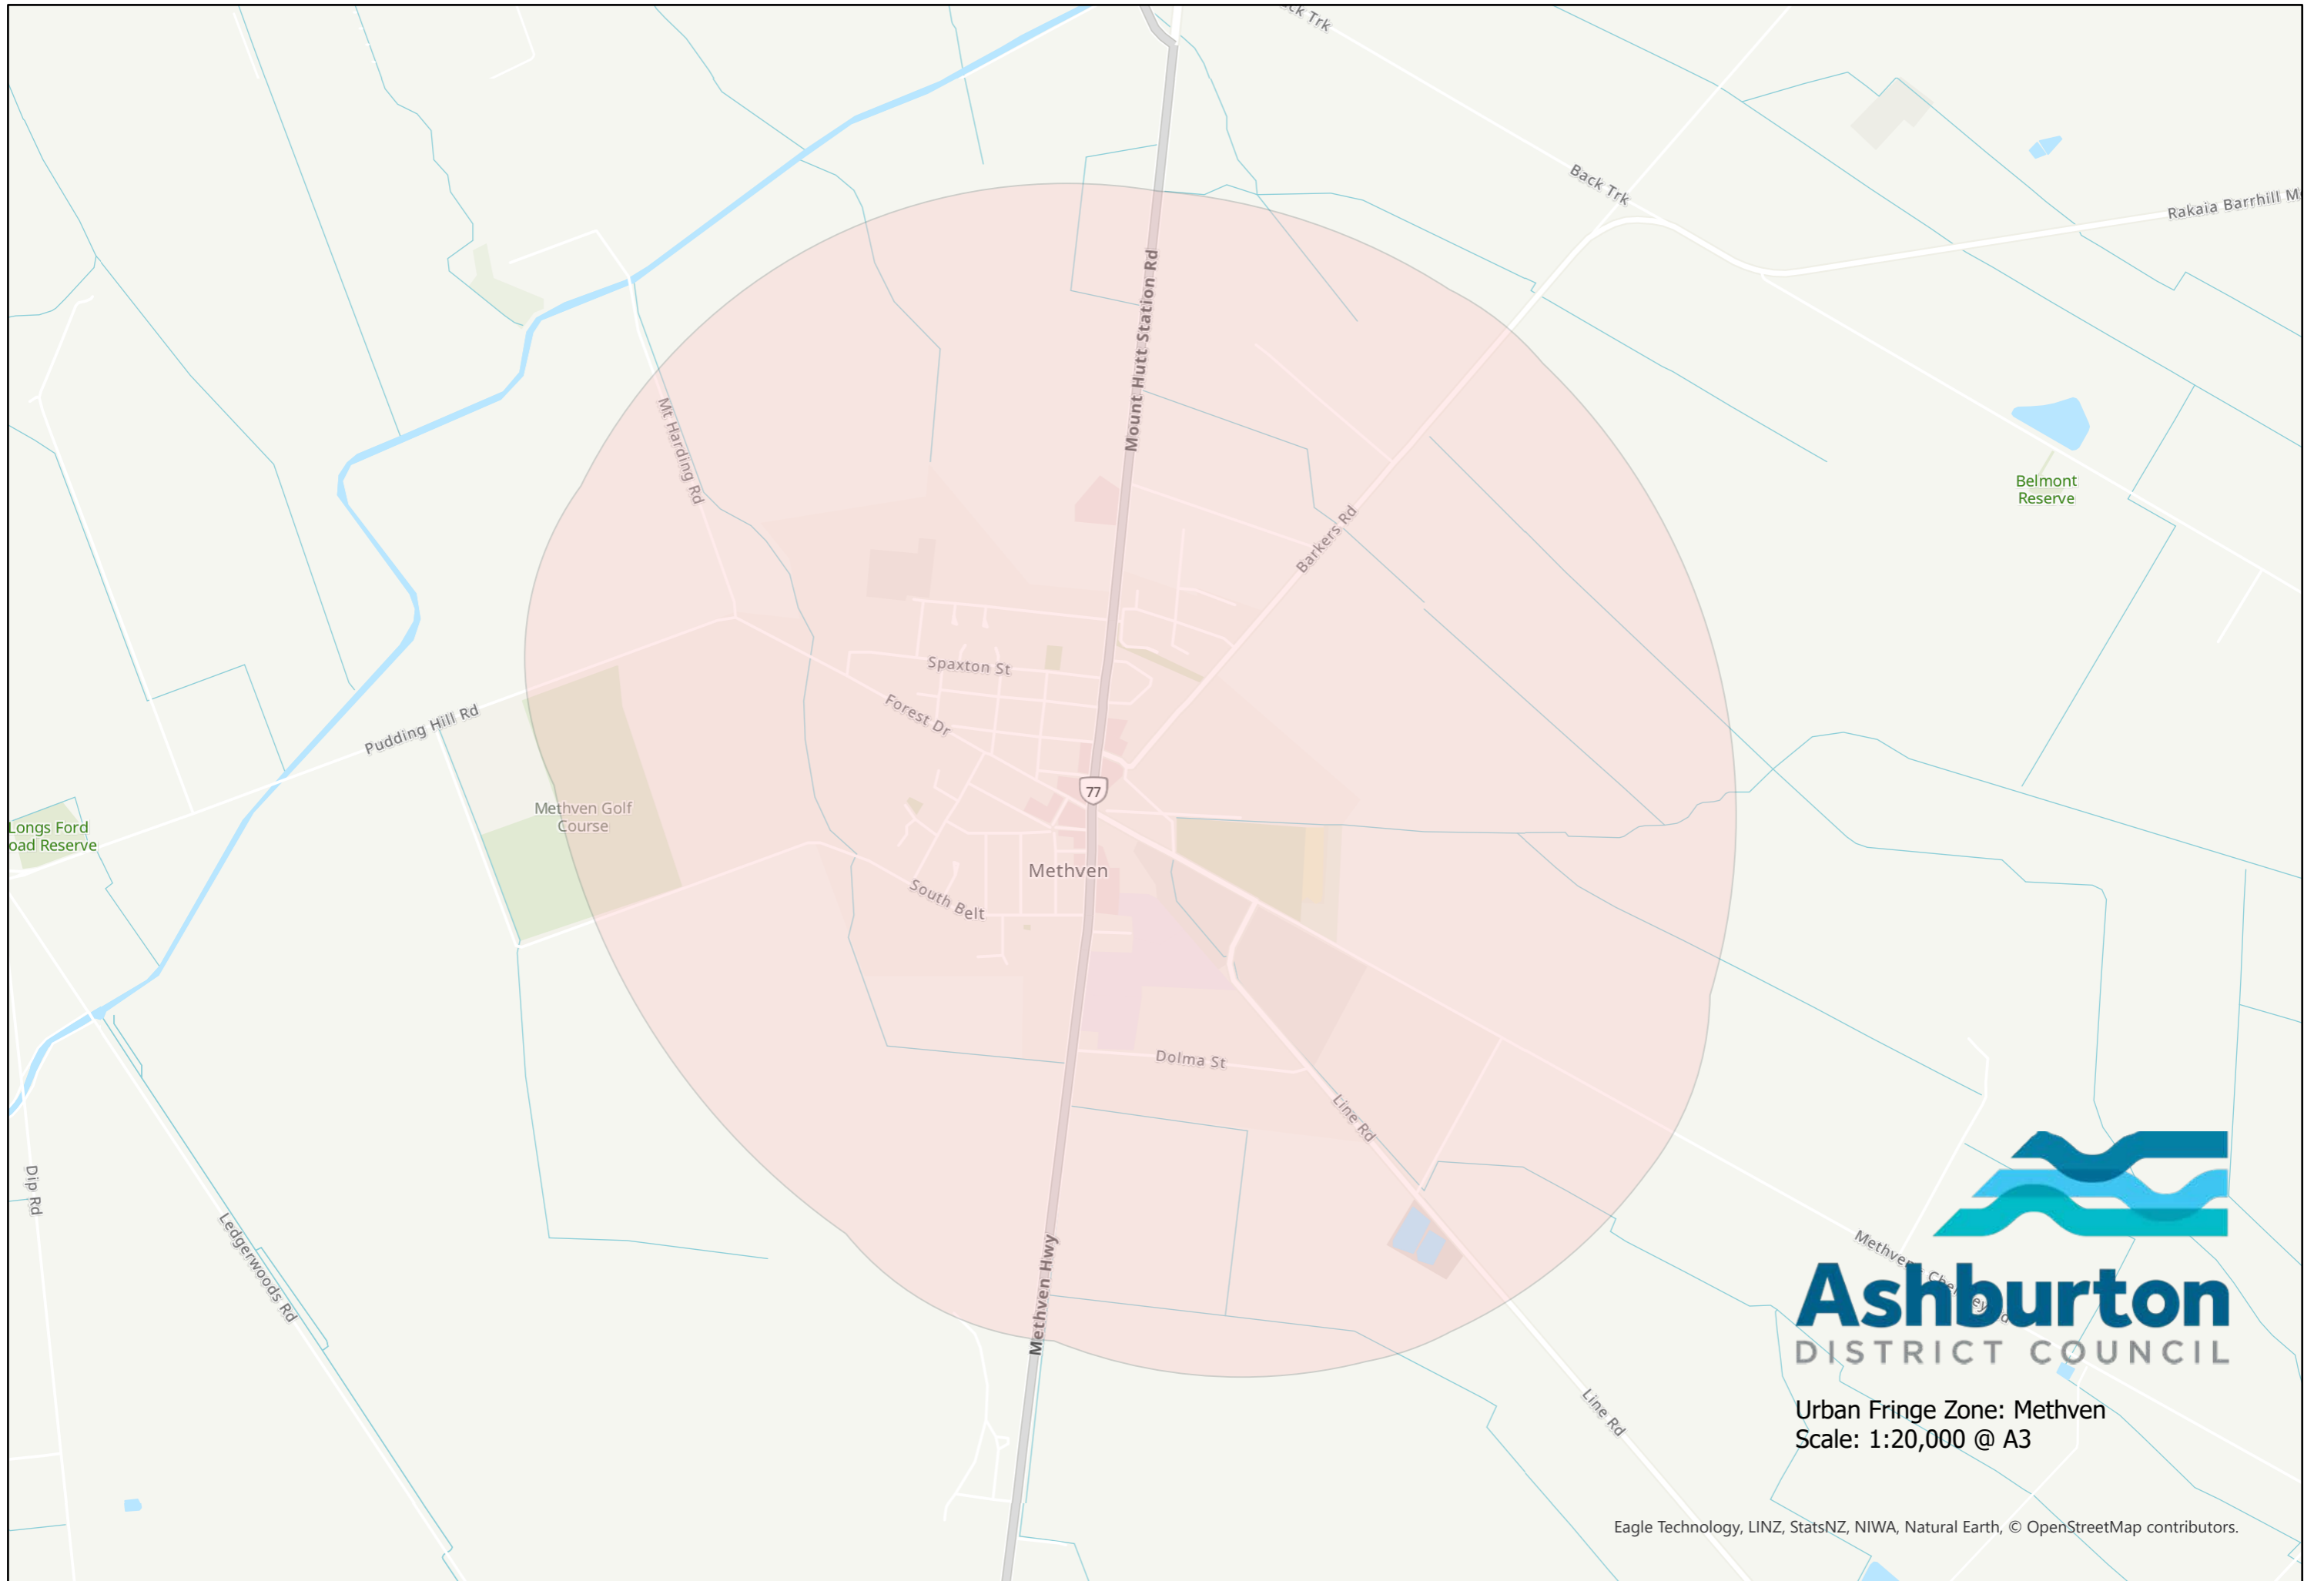 ck Trk
Back Trk
Rakaia Barrhill M
Mount Hutt Station Rd
Mt Harding Rd
Belmont
Reserve
Barkers Rd
Spaxton St
Forest Dr
Pudding Hill Rd
77
Methven Golf
Course
Longs Ford
oad Reserve
Methven
South Belt
Dolma St
Line Rd
Dip Rd
Ledgerwoods Rd
Methven Hwy
Methven
Ashburton
DISTRICT COUNCIL
Line Rd
Urban Fringe Zone: Methven
Scale: 1:20,000 @ A3
Eagle Technology, LINZ, StatsNZ, NIWA, Natural Earth, © OpenStreetMap contributors.